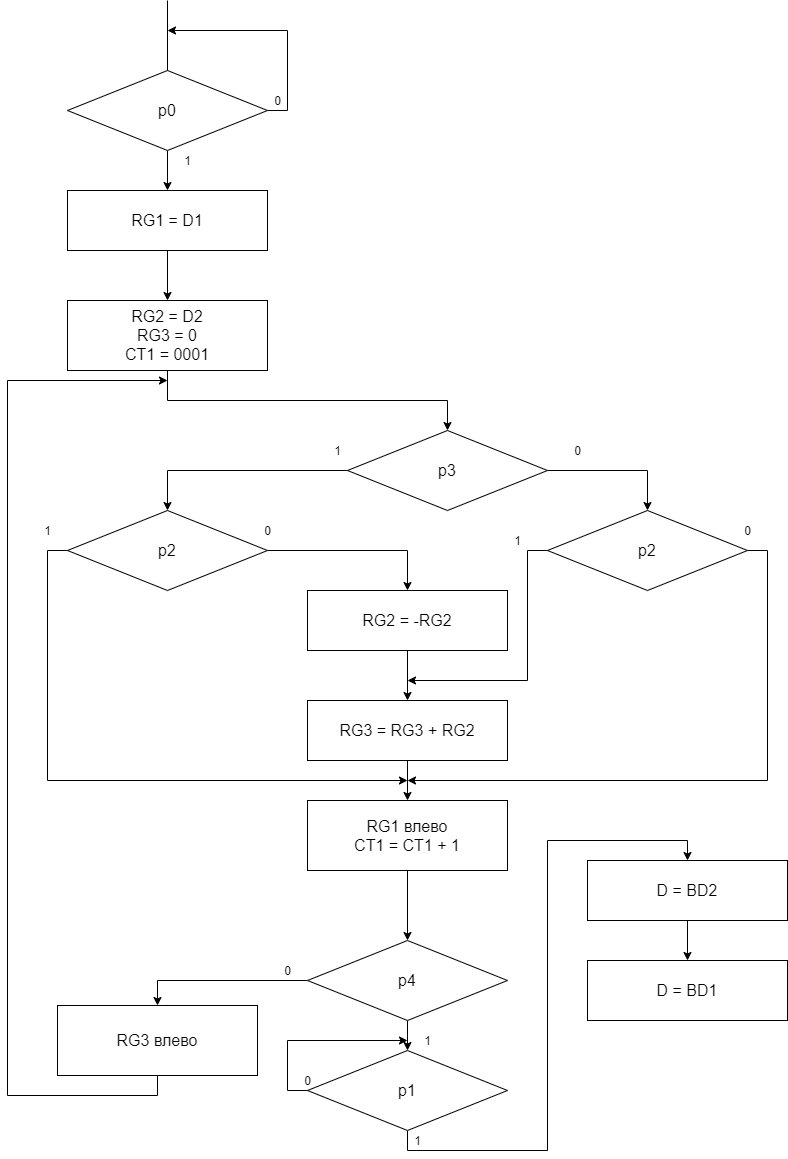 p0
0
1
RG1 = D1
RG2 = D2
RG3 = 0
CT1 = 0001
1
p3
0
1
p2
0
1
p2
0
RG2 = -RG2
RG3 = RG3 + RG2
RG1 влево
CT1 = CT1 + 1
D = BD2
0
p4
D = BD1
RG3 влево
1
0
p1
1